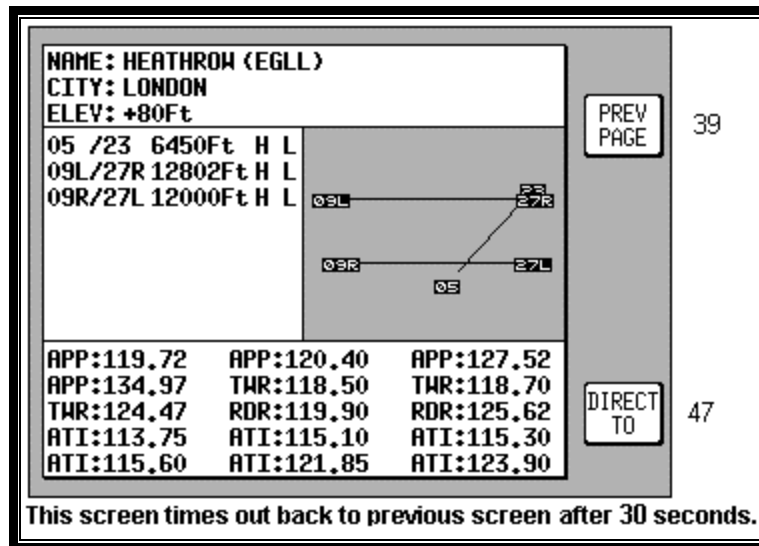 NAME: HEATHROW (EGLL)
CITY: LONDON
ELEV: +80Ft
PREV
PAGE
39
05 /23 6450Ft H L
09L/27R 12802Ft H L
09R/27L 12000Ft H L
23
09L
27R
09R
27L
05
APP:119.72 APP:120.40 APP:127.52
APP:134.97 TWR:118.50 TWR:118.70
TWR:124.47 RDR:119.90 RDR:125.62
ATI:113.75 ATI:115.10 ATI:115.30
ATI:115.60 ATI:121.85 ATI:123.90
DIRECT
TO
47
This screen times out back to previous screen after 30 seconds.